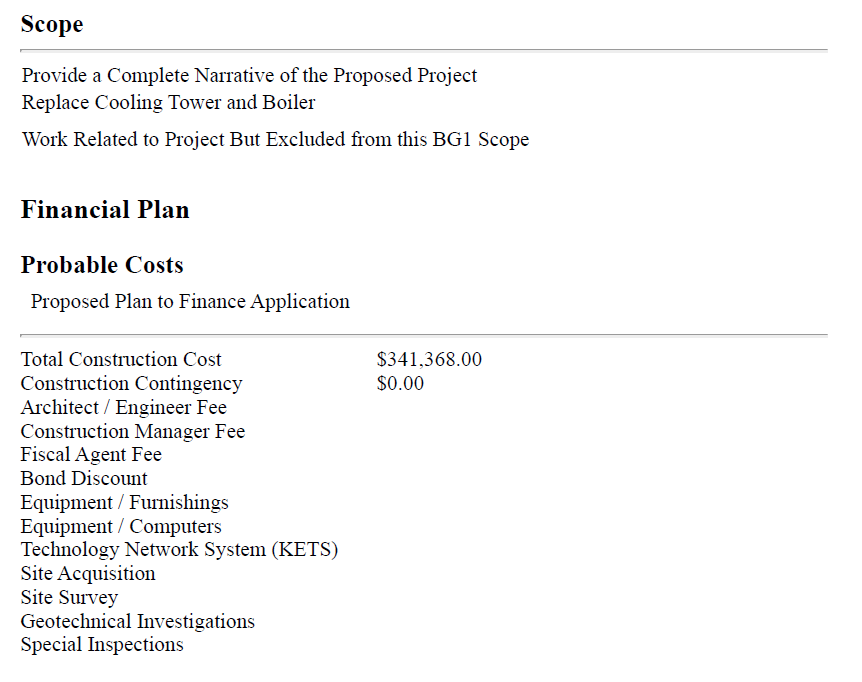 Scope
Provide a Complete Narrative of the Proposed Project
Replace Cooling Tower and Boiler
Work Related to Project But Excluded from this BG1 Scope
Financial Plan
Probable Costs
Proposed Plan to Finance Application
Total Construction Cost $341,368.00
Construction Contingency $0.00
Architect / Engineer Fee
Construction Manager Fee
Fiscal Agent Fee
Bond Discount
Equipment / Furnishings
Equipment / Computers
Technology Network System (KETS)
Site Acquisition
Site Survey
Geotechnical Investigations
Special Inspections